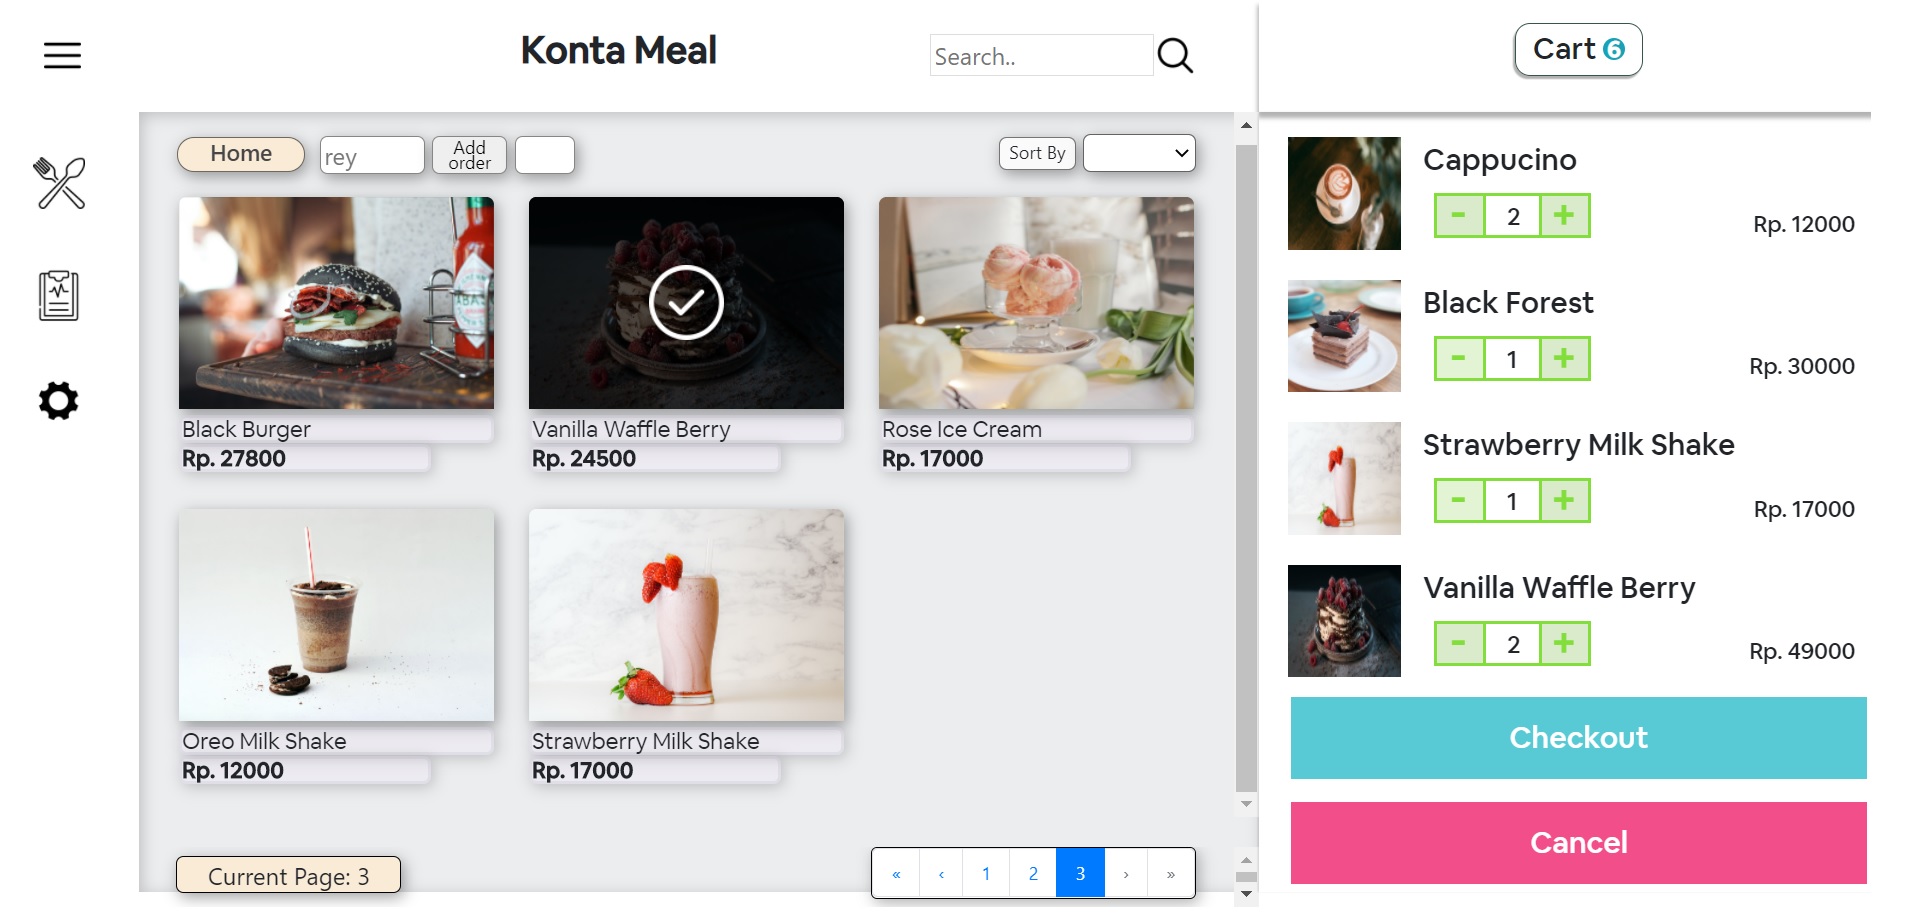 Konta Meal
Search..
Cart 6
Home
rey
Add
order
Sort By
Black Burger
Rp. 27800
Vanilla Waffle Berry
Rp. 24500
Rose Ice Cream
Rp. 17000
Oreo Milk Shake
Rp. 12000
Strawberry Milk Shake
Rp. 17000
Current Page: 3
« ‹ 1 2 3 › »
Cappucino
- 2 +
Rp. 12000
Black Forest
- 1 +
Rp. 30000
Strawberry Milk Shake
- 1 +
Rp. 17000
Vanilla Waffle Berry
- 2 +
Rp. 49000
Checkout
Cancel